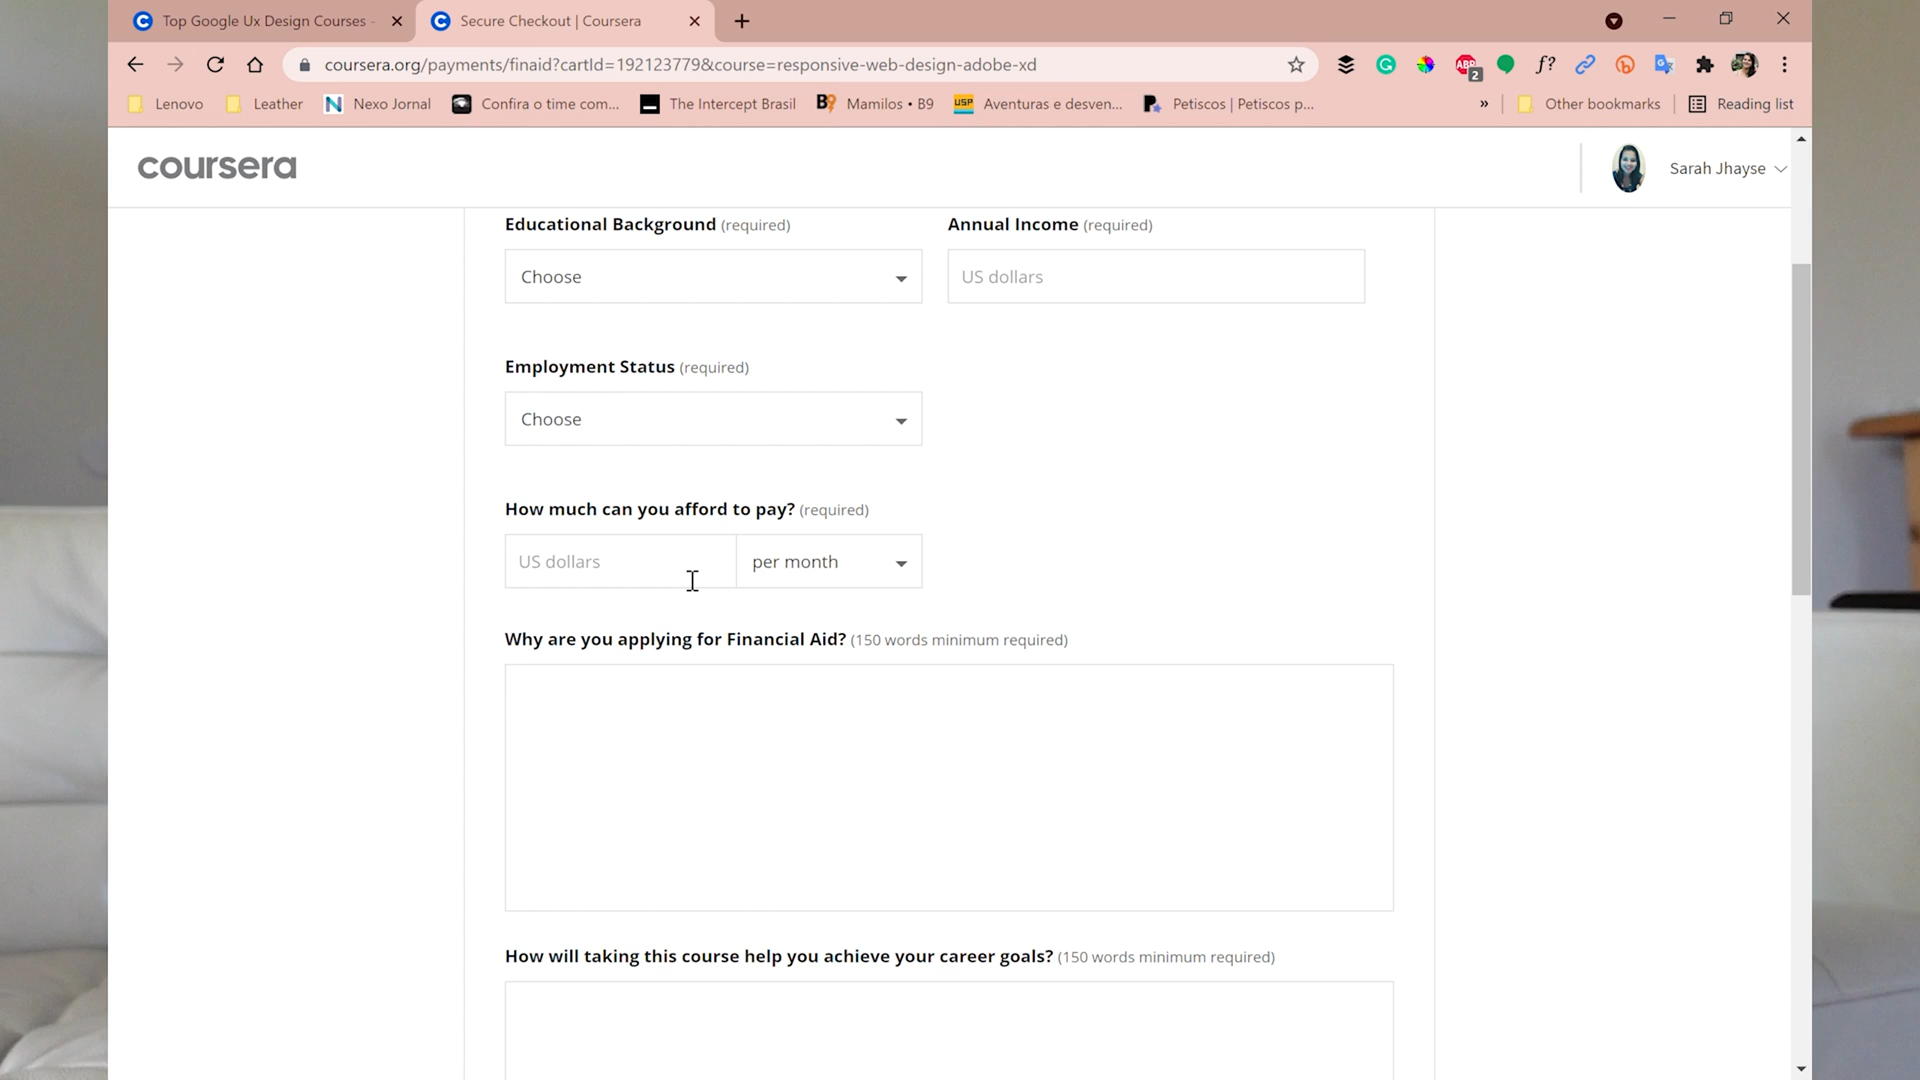 Top Google Ux Design Courses -
Secure Checkout | Coursera
coursera.org/payments/finaid?cartId=192123779&course=responsive-web-design-adobe-xd
ABP
2
f?
Lenovo
Leather
N
Nexo Jornal
Confira o time com...
The Intercept Brasil
B9
Mamilos • B9
USP
Aventuras e desven...
Petiscos | Petiscos p...
»
Other bookmarks
Reading list
coursera
Sarah Jhayse
Educational Background (required)
Annual Income (required)
Choose
US dollars
Employment Status (required)
Choose
How much can you afford to pay? (required)
US dollars
per month
Why are you applying for Financial Aid? (150 words minimum required)
How will taking this course help you achieve your career goals? (150 words minimum required)